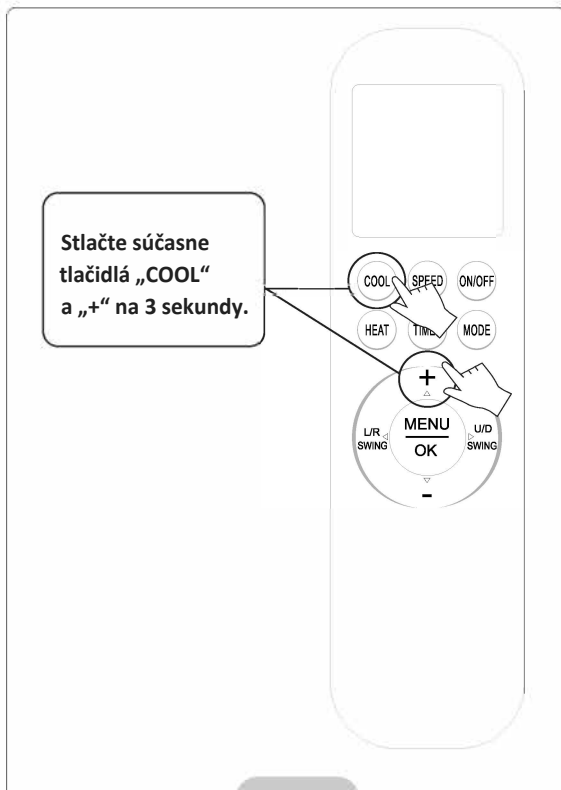 Stlačte súčasne
tlačidlá „COOL“
a „+“ na 3 sekundy.
COOL SPEED ON/OFF
HEAT MODE
+
L/R SWING
MENU
OK
U/D SWING
-